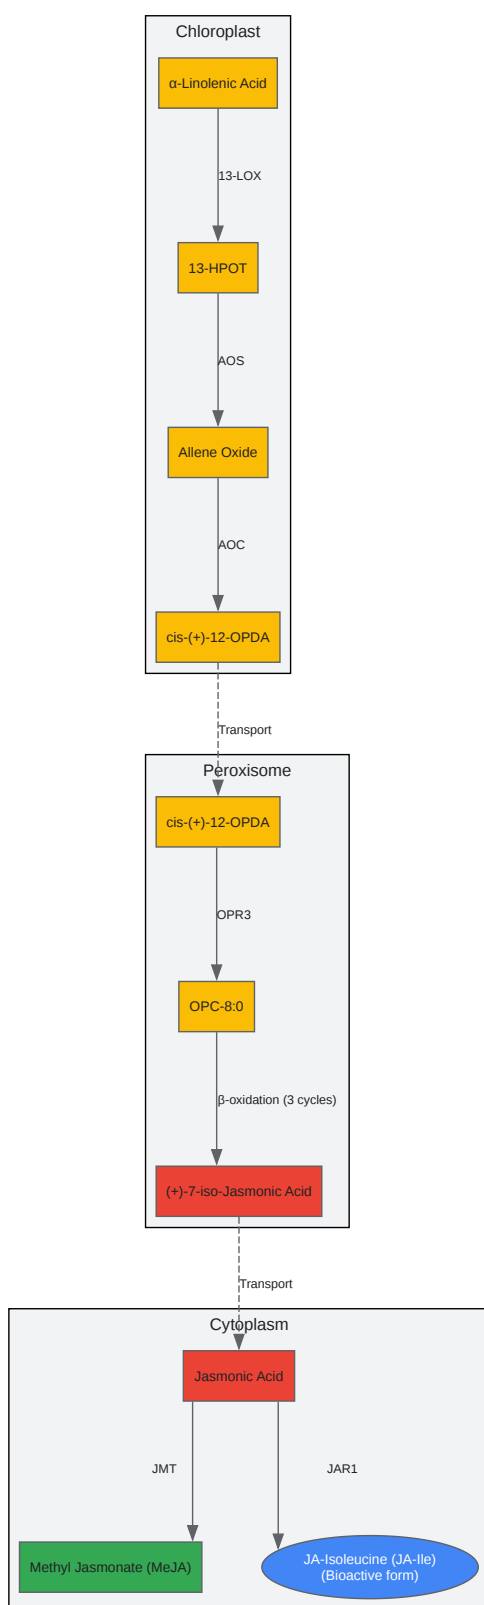 Chloroplast
α-Linolenic Acid
13-LOX
13-HPOT
AOS
Allene Oxide
AOC
cis-(+)-12-OPDA
Transport
Peroxisome
cis-(+)-12-OPDA
OPR3
OPC-8:0
β-oxidation (3 cycles)
(+)-7-iso-Jasmonic Acid
Transport
Cytoplasm
Jasmonic Acid
JMT
JAR1
Methyl Jasmonate (MeJA)
JA-Isoleucine (JA-Ile)
(Bioactive form)